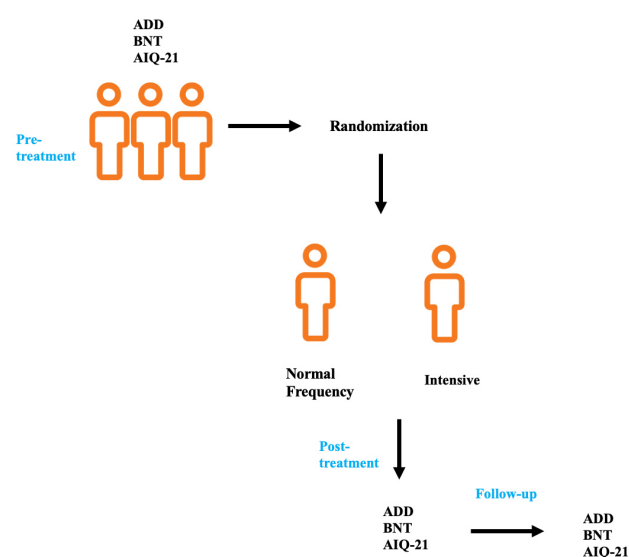 ADD
BNT
AIQ-21
Pre-
treatment
Randomization
Normal
Frequency
Intensive
Post-
treatment
Follow-up
ADD
BNT
AIQ-21
ADD
BNT
AIO-21